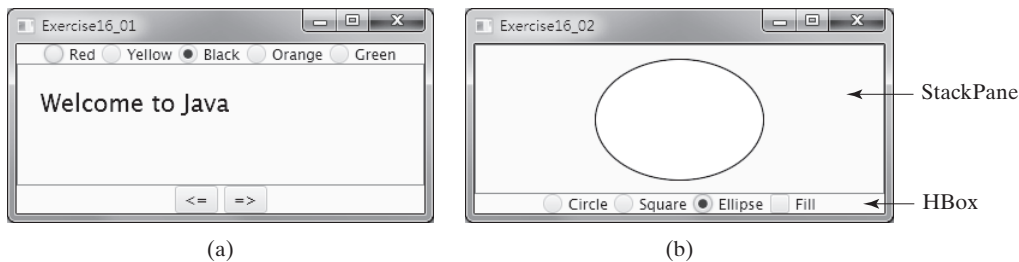 Exercise16_01
Red Yellow Black Orange Green
Welcome to Java
<= =>
(a)
Exercise16_02
StackPane
Circle Square Ellipse Fill
HBox
(b)